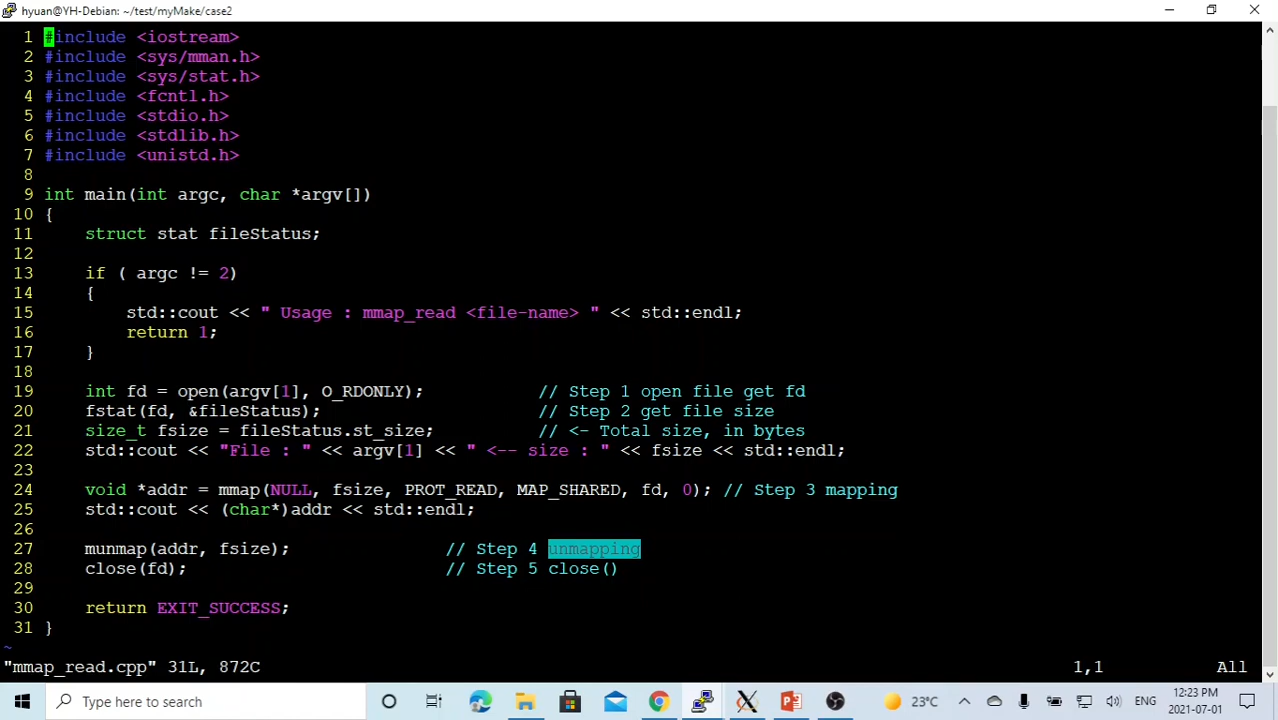 hyuan@YH-Debian: ~/test/myMake/case2
1 #include <iostream>
2 #include <sys/mman.h>
3 #include <sys/stat.h>
4 #include <fcntl.h>
5 #include <stdio.h>
6 #include <stdlib.h>
7 #include <unistd.h>
8
9 int main(int argc, char *argv[])
10 {
11     struct stat fileStatus;
12
13     if ( argc != 2)
14     {
15         std::cout << " Usage : mmap_read <file-name> " << std::endl;
16         return 1;
17     }
18
19     int fd = open(argv[1], O_RDONLY);           // Step 1 open file get fd
20     fstat(fd, &fileStatus);                     // Step 2 get file size
21     size_t fsize = fileStatus.st_size;          // <- Total size, in bytes
22     std::cout << "File : " << argv[1] << " <-- size : " << fsize << std::endl;
23
24     void *addr = mmap(NULL, fsize, PROT_READ, MAP_SHARED, fd, 0); // Step 3 mapping
25     std::cout << (char*)addr << std::endl;
26
27     munmap(addr, fsize);               // Step 4 unmapping
28     close(fd);                         // Step 5 close()
29
30     return EXIT_SUCCESS;
31 }
~
"mmap_read.cpp" 31L, 872C 1,1 All
Type here to search 23°C ENG 12:23 PM
2021-07-01